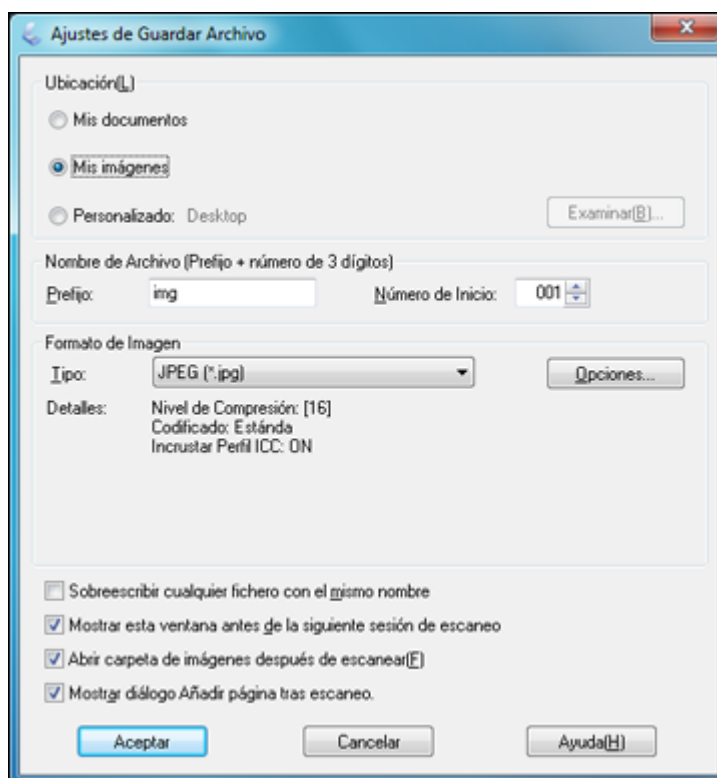 Ajustes de Guardar Archivo
Ubicación(L)
Mis documentos
Mis imágenes
Personalizado: Desktop Examinar(B)...
Nombre de Archivo (Prefijo + número de 3 dígitos)
Prefijo: img Número de Inicio: 001
Formato de Imagen
Tipo: JPEG (*.jpg) Opciones...
Detalles: Nivel de Compresión: [16]
Codificado: Estánda
Incrustar Perfil ICC: ON
Sobreescribir cualquier fichero con el mismo nombre
Mostrar esta ventana antes de la siguiente sesión de escaneo
Abrir carpeta de imágenes después de escanear(F)
Mostrar diálogo Añadir página tras escaneo.
Aceptar Cancelar Ayuda(H)